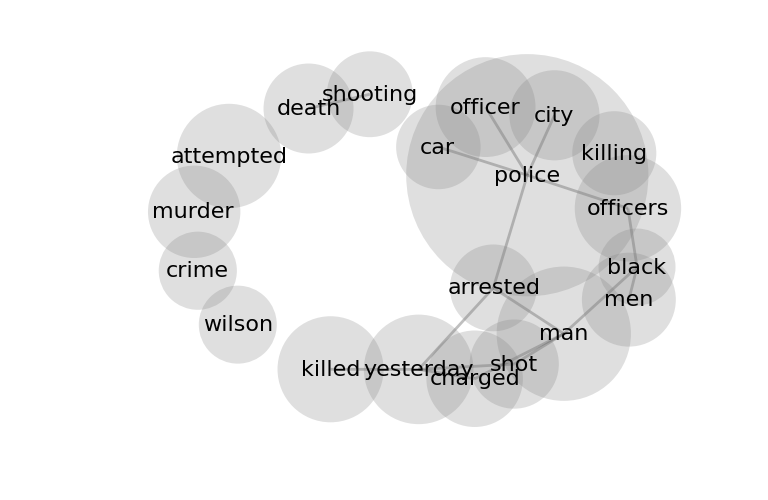 shooting
death
officer
city
car
killing
attempted
police
murder
officers
crime
black
arrested
men
wilson
man
killed
yesterday
shot
charged